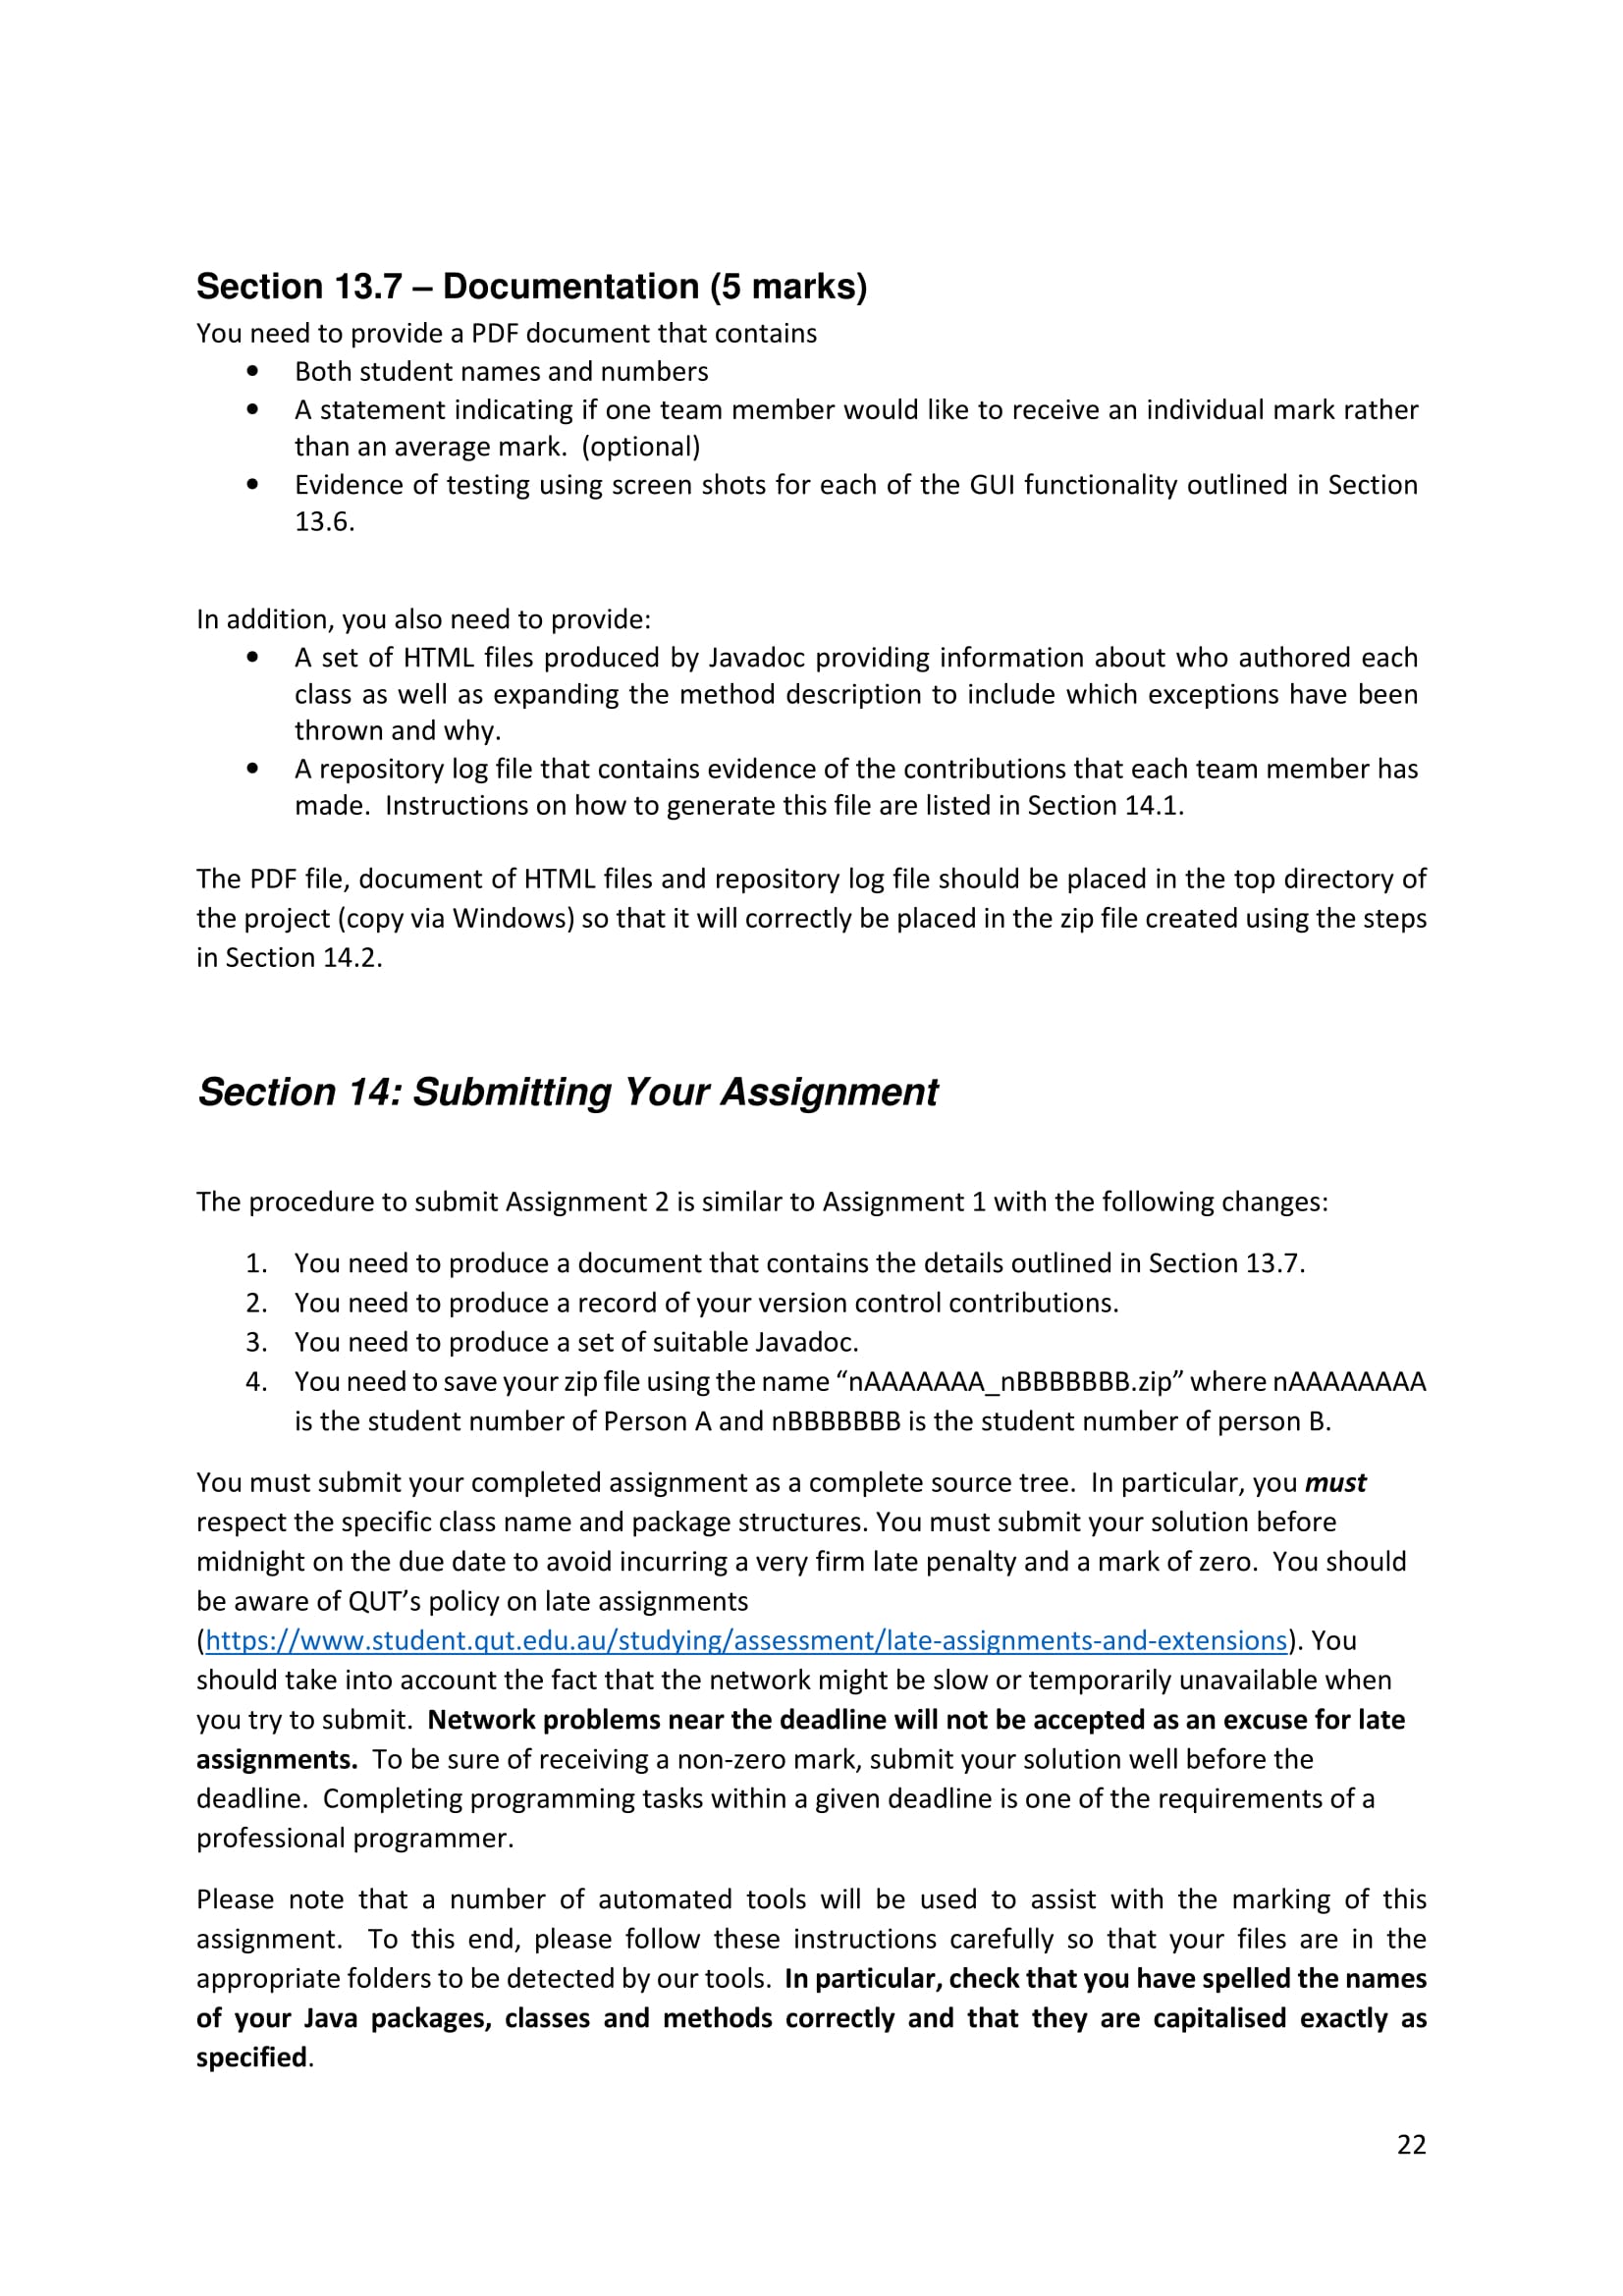 Section 13.7 – Documentation (5 marks)
You need to provide a PDF document that contains
• Both student names and numbers
• A statement indicating if one team member would like to receive an individual mark rather
than an average mark.  (optional)
• Evidence of testing using screen shots for each of the GUI functionality outlined in Section
13.6.
In addition, you also need to provide:
• A set of HTML files produced by Javadoc providing information about who authored each
class as well as expanding the method description to include which exceptions have been
thrown and why.
• A repository log file that contains evidence of the contributions that each team member has
made.  Instructions on how to generate this file are listed in Section 14.1.
The PDF file, document of HTML files and repository log file should be placed in the top directory of
the project (copy via Windows) so that it will correctly be placed in the zip file created using the steps
in Section 14.2.
Section 14: Submitting Your Assignment
The procedure to submit Assignment 2 is similar to Assignment 1 with the following changes:
1. You need to produce a document that contains the details outlined in Section 13.7.
2. You need to produce a record of your version control contributions.
3. You need to produce a set of suitable Javadoc.
4. You need to save your zip file using the name “nAAAAAAA_nBBBBBBB.zip” where nAAAAAAAA
is the student number of Person A and nBBBBBBB is the student number of person B.
You must submit your completed assignment as a complete source tree.  In particular, you must
respect the specific class name and package structures. You must submit your solution before
midnight on the due date to avoid incurring a very firm late penalty and a mark of zero.  You should
be aware of QUT’s policy on late assignments
(https://www.student.qut.edu.au/studying/assessment/late-assignments-and-extensions). You
should take into account the fact that the network might be slow or temporarily unavailable when
you try to submit.  Network problems near the deadline will not be accepted as an excuse for late
assignments.  To be sure of receiving a non-zero mark, submit your solution well before the
deadline.  Completing programming tasks within a given deadline is one of the requirements of a
professional programmer.
Please note that a number of automated tools will be used to assist with the marking of this
assignment.  To this end, please follow these instructions carefully so that your files are in the
appropriate folders to be detected by our tools.  In particular, check that you have spelled the names
of your Java packages, classes and methods correctly and that they are capitalised exactly as
specified.
22